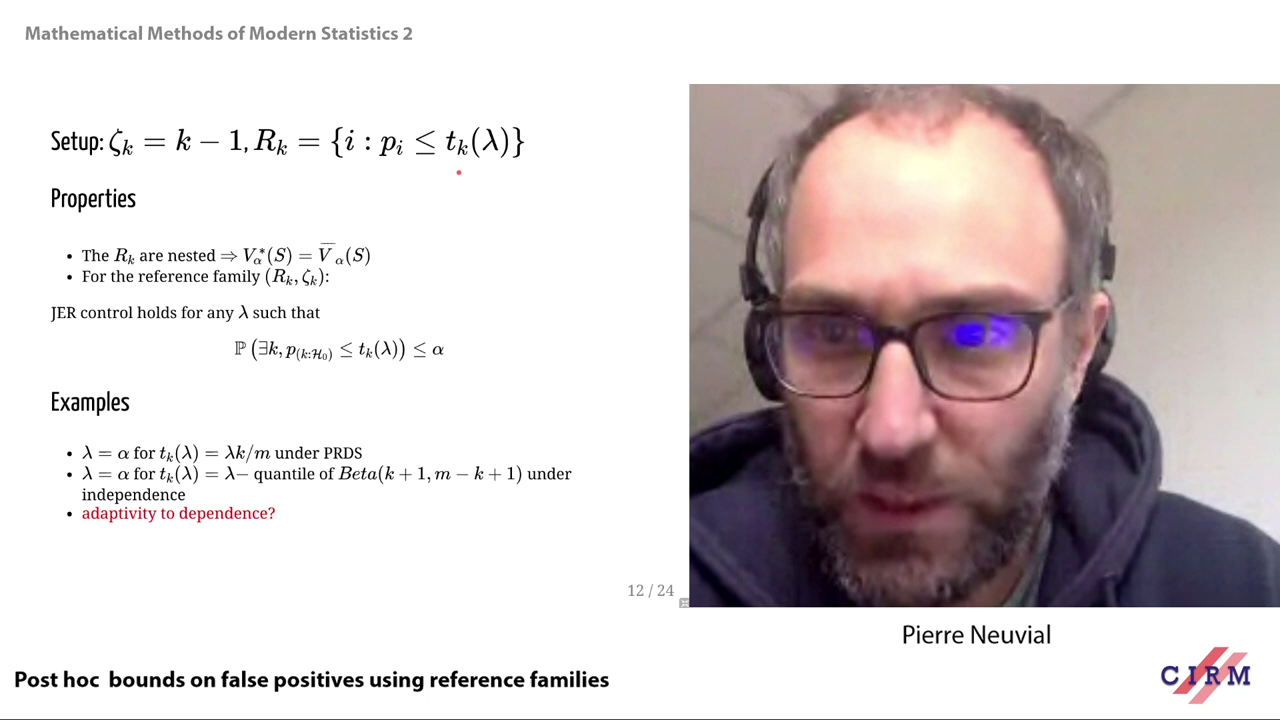 Mathematical Methods of Modern Statistics 2
Setup: ζ_k = k − 1, R_k = {i : p_i ≤ t_k(λ)}
Properties
• The R_k are nested ⇒ V*_α(S) = V̅_α(S)
• For the reference family (R_k, ζ_k):
JER control holds for any λ such that
ℙ (∃k, p_(k:ℋ₀) ≤ t_k(λ)) ≤ α
Examples
• λ = α for t_k(λ) = λk/m under PRDS
• λ = α for t_k(λ) = λ− quantile of Beta(k + 1, m − k + 1) under
independence
• adaptivity to dependence?
12 / 24
Pierre Neuvial
Post hoc bounds on false positives using reference families
CIRM